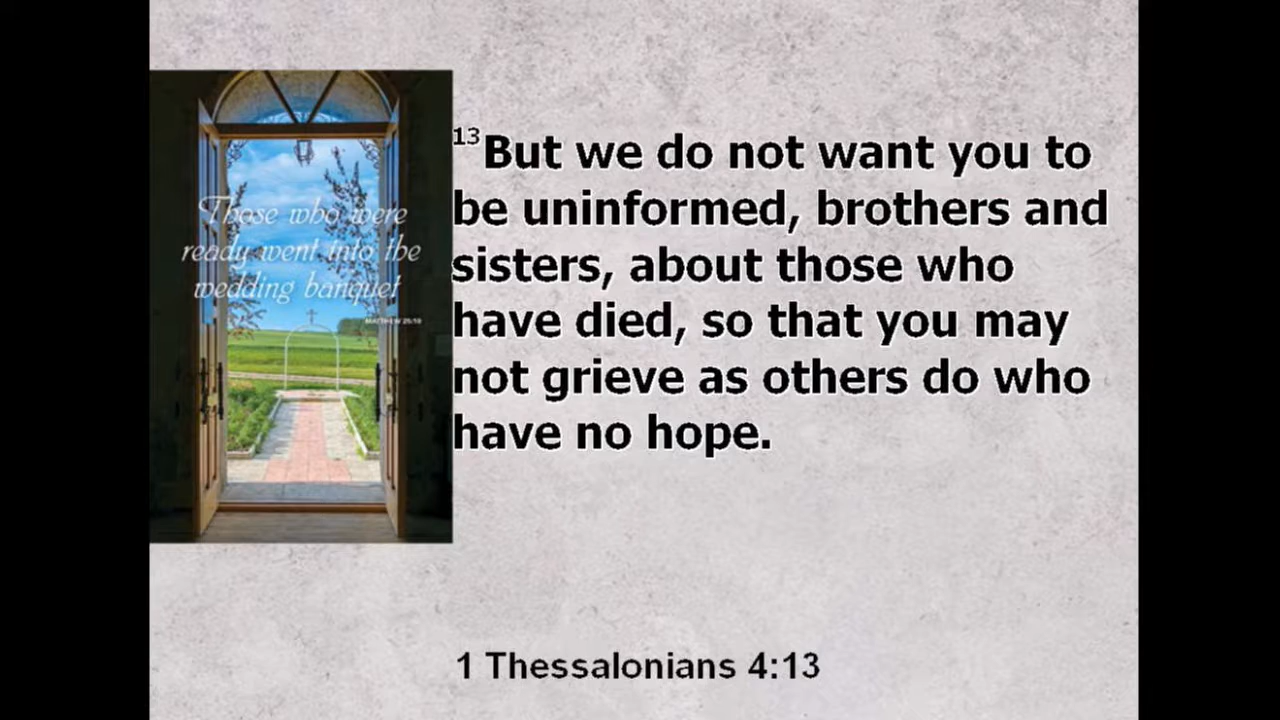 Those who were
ready went into the
wedding banquet
MATTHEW 25:10
13 But we do not want you to
be uninformed, brothers and
sisters, about those who
have died, so that you may
not grieve as others do who
have no hope.
1 Thessalonians 4:13